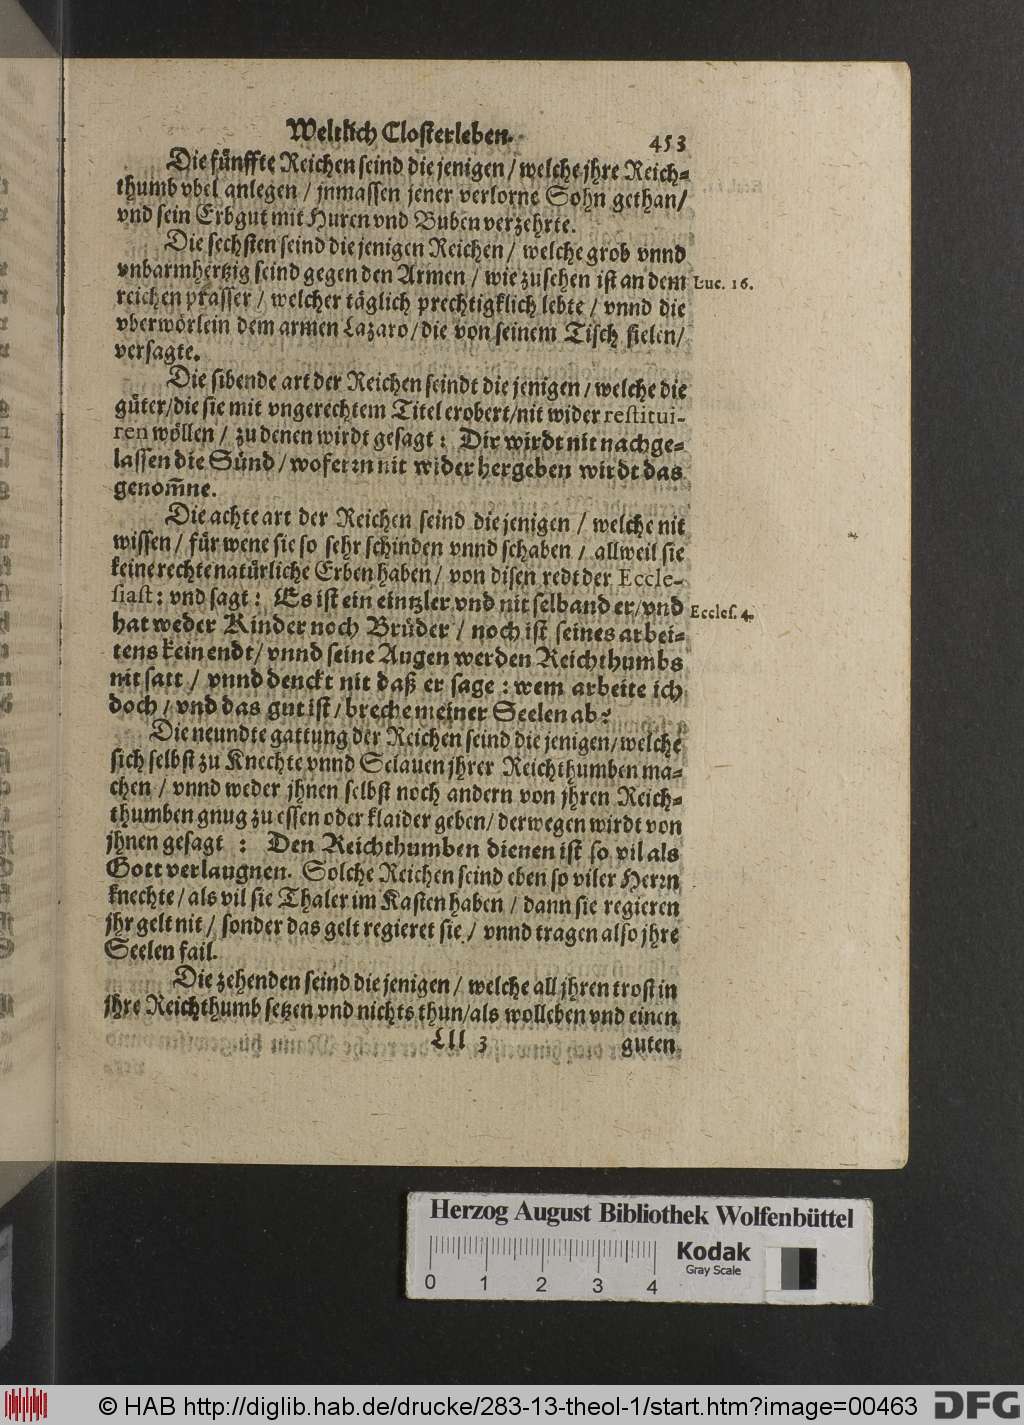 Weltlich Closterleben.
453
Die fünffte Reichen seind die jenigen / welche jhre Reich-
thumb vbel anlegen / jnmassen jener verlorne Sohn gethan /
vnd sein Erbgut mit Huren vnd Buben verzehrte.
Die sechsten seind die jenigen Reichen / welche grob vnnd
vnbarmhertzig seind gegen den Armen / wie zusehen ist an dem
Luc. 16.
reichen prasser / welcher täglich prechtigklich lebte / vnnd die
vberwörlein dem armen Lazaro / die von seinem Tisch fielen /
versagte.
Die sibende art der Reichen seindt die jenigen / welche die
güter / die sie mit vngerechtem Titel erobert / nit wider restitui-
ren wöllen / zu denen wirdt gesagt : Dir wirdt nit nachge-
lassen die Sünd / wofern nit wider hergeben wirdt das
genom̃ne.
Die achte art der Reichen seind die jenigen / welche nit
wissen / für wene sie so sehr schinden vnnd schaben / allweil sie
keine rechte natürliche Erben haben / von disen redt der Eccle-
siast: vnd sagt : Es ist ein eintzler vnd nit selband er / vnd
Eccles. 4.
hat weder Kinder noch Brüder / noch ist seines arbei-
tens kein endt / vnnd seine Augen werden Reichthumbs
nit satt / vnnd denckt nit daß er sage : wem arbeite ich
doch / vnd das gut ist / breche meiner Seelen ab?
Die neundte gattung der Reichen seind die jenigen / welche
sich selbst zu Knechte vnnd Sclauen jhrer Reichthumben ma-
chen / vnnd weder jhnen selbst noch andern von jhren Reich-
thumben gnug zu essen oder klaider geben / derwegen wirdt von
jhnen gesagt : Den Reichthumben dienen ist so vil als
Gott verlaugnen. Solche Reichen seind eben so viler Herrn
knechte / als vil sie Thaler im Kasten haben / dann sie regieren
jhr gelt nit / sonder das gelt regieret sie / vnnd tragen also jhre
Seelen fail.
Die zehenden seind die jenigen / welche all jhren trost in
jhre Reichthumb setzen vnd nichts thun / als wolleben vnd einen
Lll 3
guten
Herzog August Bibliothek Wolfenbüttel
Kodak
Gray Scale
0 1 2 3 4
© HAB http://diglib.hab.de/drucke/283-13-theol-1/start.htm?image=00463
DFG